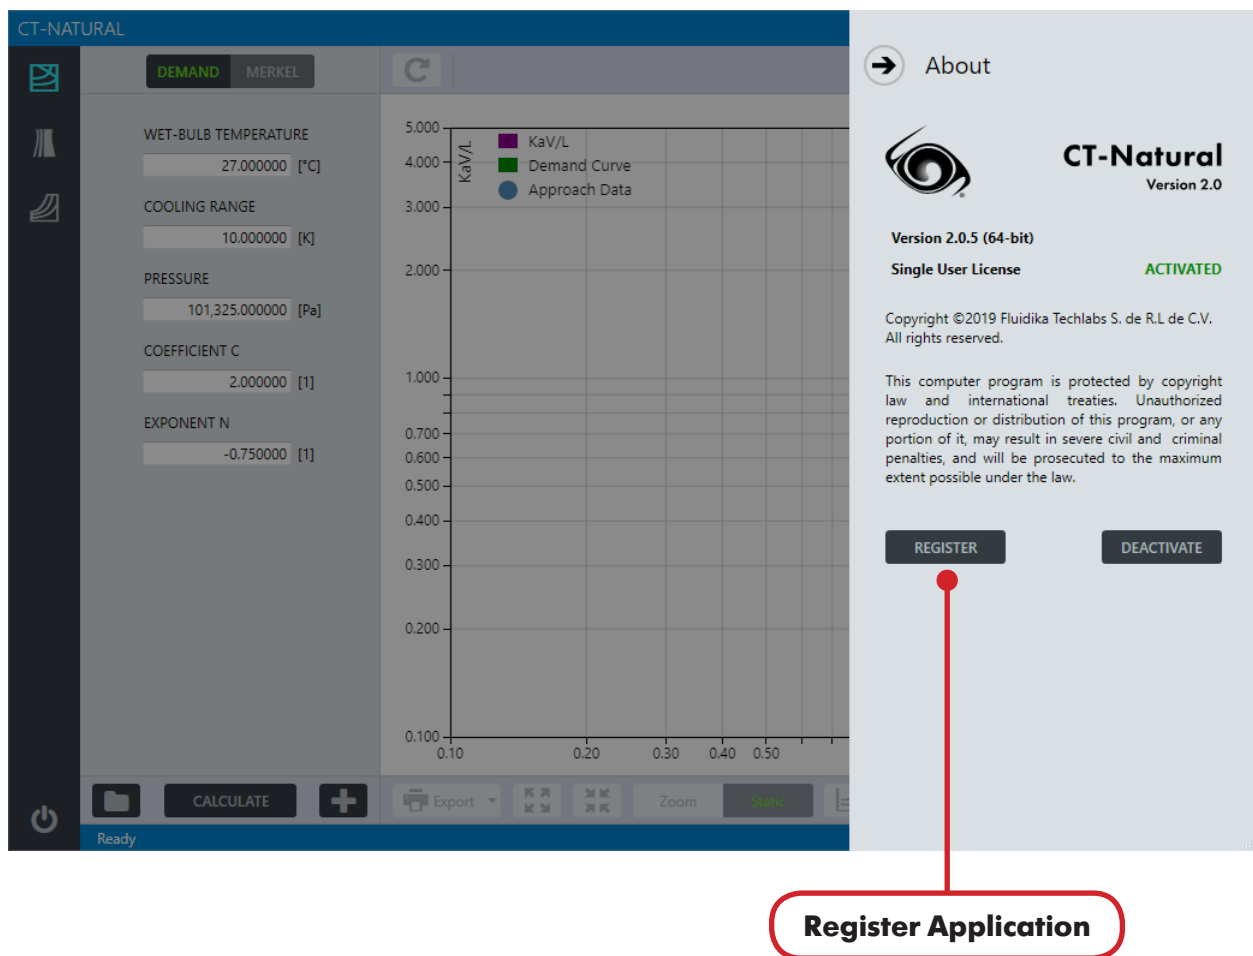 CT-NATURAL
DEMAND MERKEL
WET-BULB TEMPERATURE
27.000000 [°C]
COOLING RANGE
10.000000 [K]
PRESSURE
101,325.000000 [Pa]
COEFFICIENT C
2.000000 [1]
EXPONENT N
-0.750000 [1]
CALCULATE
Ready
KaV/L
KaV/L
Demand Curve
Approach Data
5.000
4.000
3.000
2.000
1.000
0.700
0.600
0.500
0.400
0.300
0.200
0.100
0.10 0.20 0.30 0.40 0.50
Export Zoom Static
About
CT-Natural
Version 2.0
Version 2.0.5 (64-bit)
Single User License ACTIVATED
Copyright ©2019 Fluidika Techlabs S. de R.L de C.V.
All rights reserved.
This computer program is protected by copyright
law and international treaties. Unauthorized
reproduction or distribution of this program, or any
portion of it, may result in severe civil and criminal
penalties, and will be prosecuted to the maximum
extent possible under the law.
REGISTER DEACTIVATE
Register Application